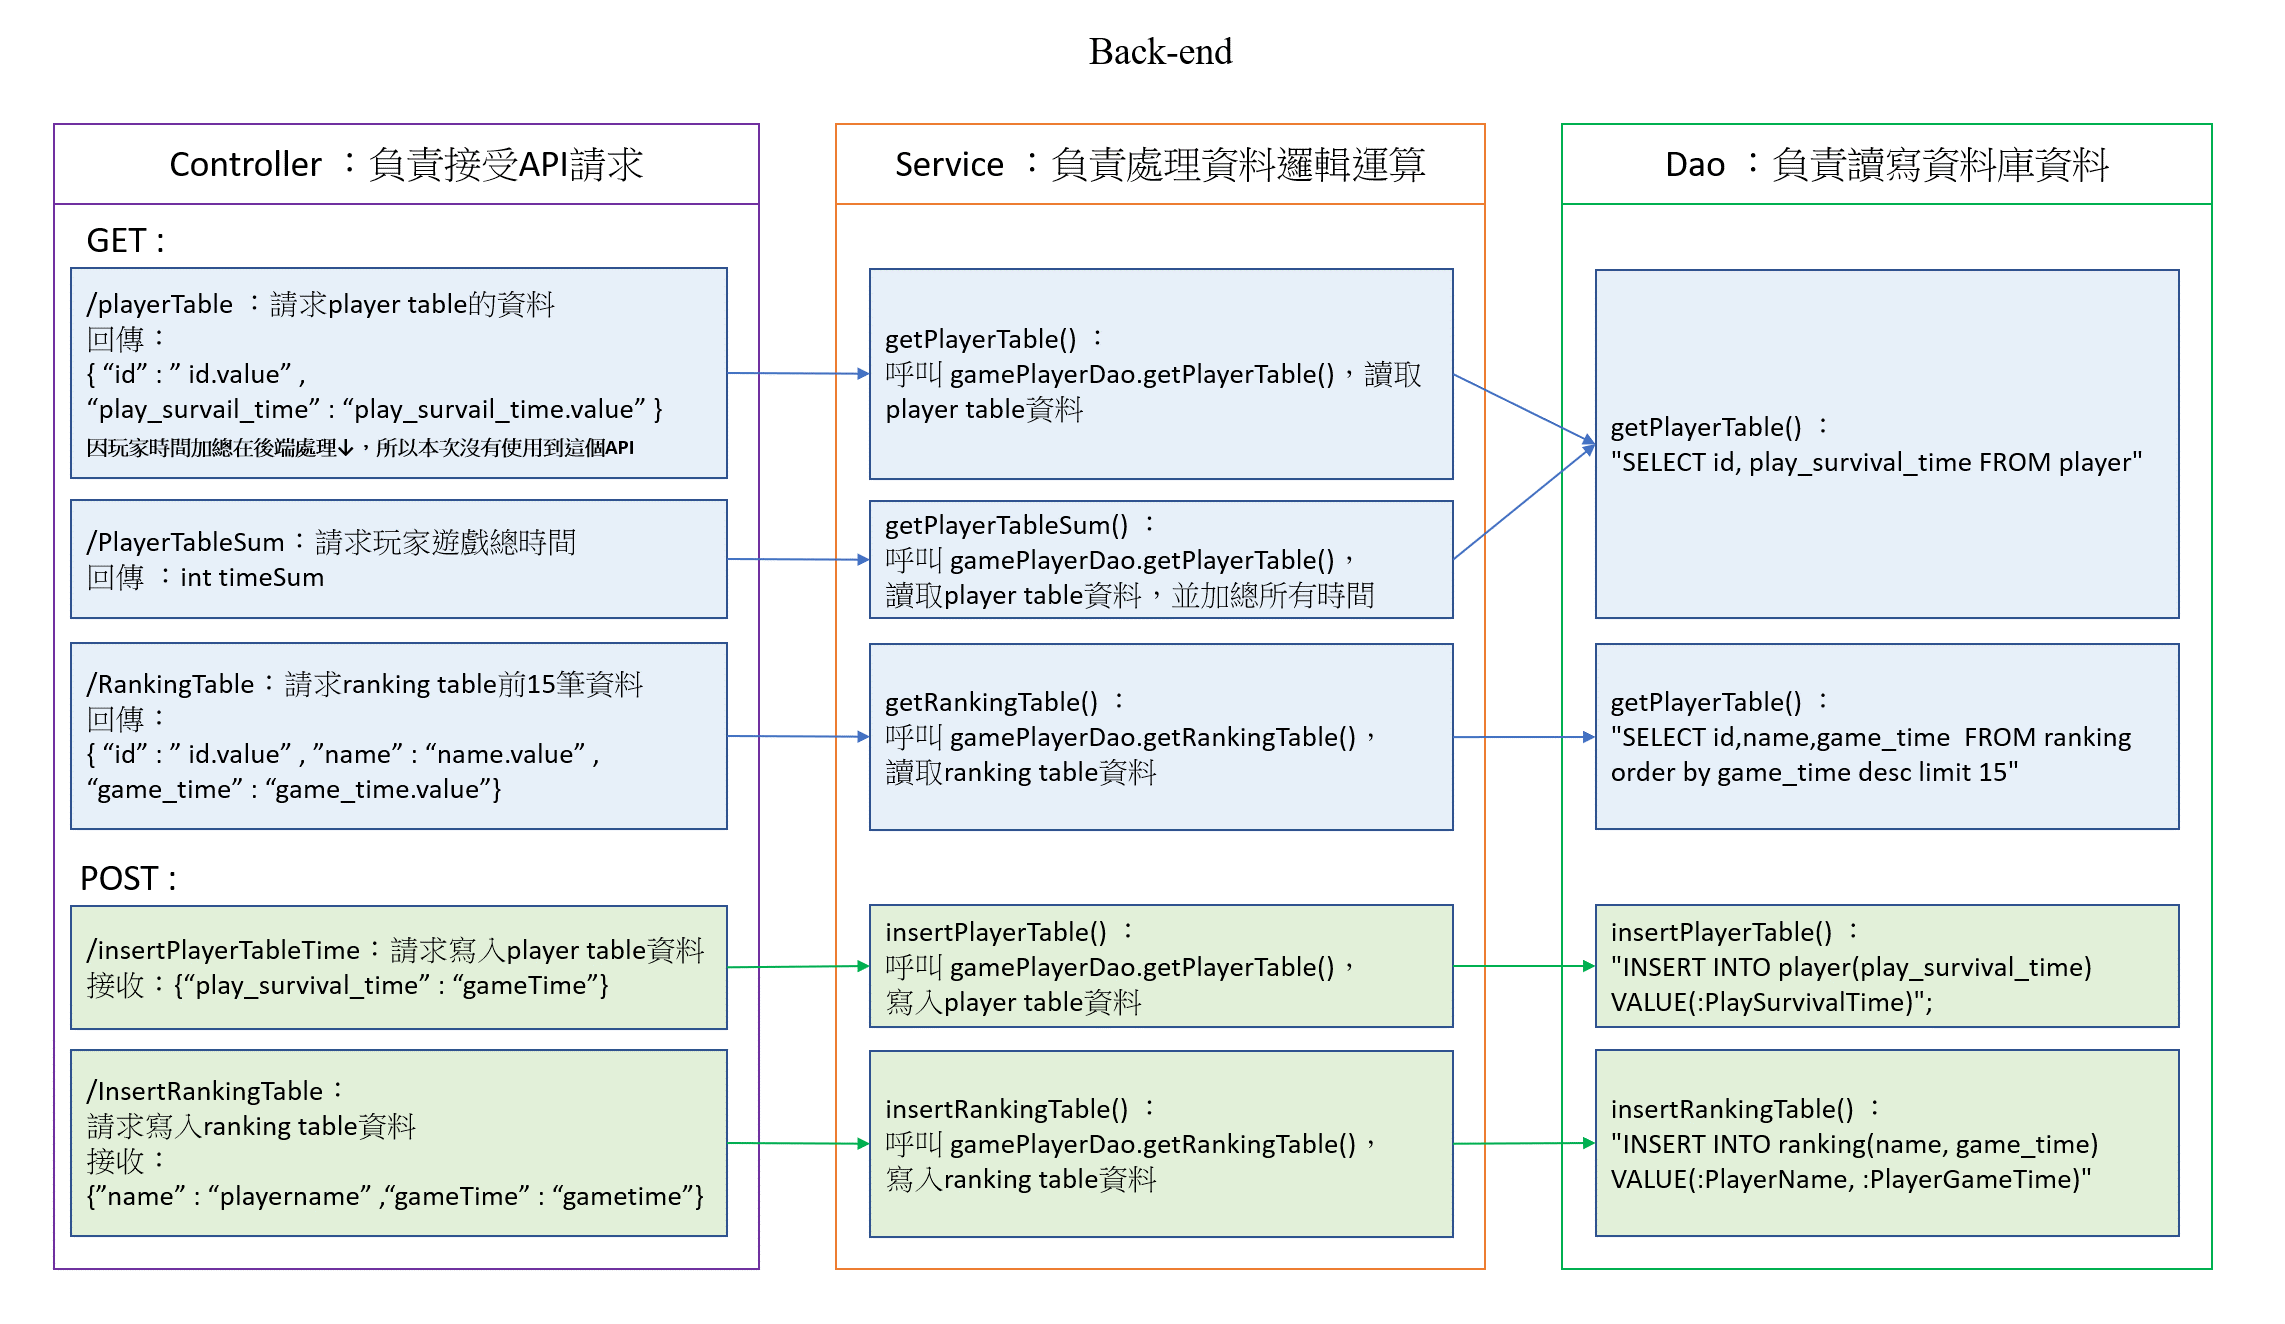 Back-end
Controller ：負責接受API請求
GET :
/playerTable ：請求player table的資料
回傳：
{ “id” : ” id.value” ,
“play_survail_time” : “play_survail_time.value” }
因玩家時間加總在後端處理↓，所以本次沒有使用到這個API
/PlayerTableSum：請求玩家遊戲總時間
回傳 ：int timeSum
/RankingTable：請求ranking table前15筆資料
回傳：
{ “id” : ” id.value” , ”name” : “name.value” ,
“game_time” : “game_time.value”}
POST :
/insertPlayerTableTime：請求寫入player table資料
接收：{“play_survival_time” : “gameTime”}
/InsertRankingTable：
請求寫入ranking table資料
接收：
{”name” : “playername” ,“gameTime” : “gametime”}
Service ：負責處理資料邏輯運算
getPlayerTable() ：
呼叫 gamePlayerDao.getPlayerTable()，讀取
player table資料
getPlayerTableSum() ：
呼叫 gamePlayerDao.getPlayerTable()，
讀取player table資料，並加總所有時間
getRankingTable() ：
呼叫 gamePlayerDao.getRankingTable()，
讀取ranking table資料
insertPlayerTable() ：
呼叫 gamePlayerDao.getPlayerTable()，
寫入player table資料
insertRankingTable() ：
呼叫 gamePlayerDao.getRankingTable()，
寫入ranking table資料
Dao ：負責讀寫資料庫資料
getPlayerTable() ：
"SELECT id, play_survival_time FROM player"
getPlayerTable() ：
"SELECT id,name,game_time  FROM ranking
order by game_time desc limit 15"
insertPlayerTable() ：
"INSERT INTO player(play_survival_time)
VALUE(:PlaySurvivalTime)";
insertRankingTable() ：
"INSERT INTO ranking(name, game_time)
VALUE(:PlayerName, :PlayerGameTime)"